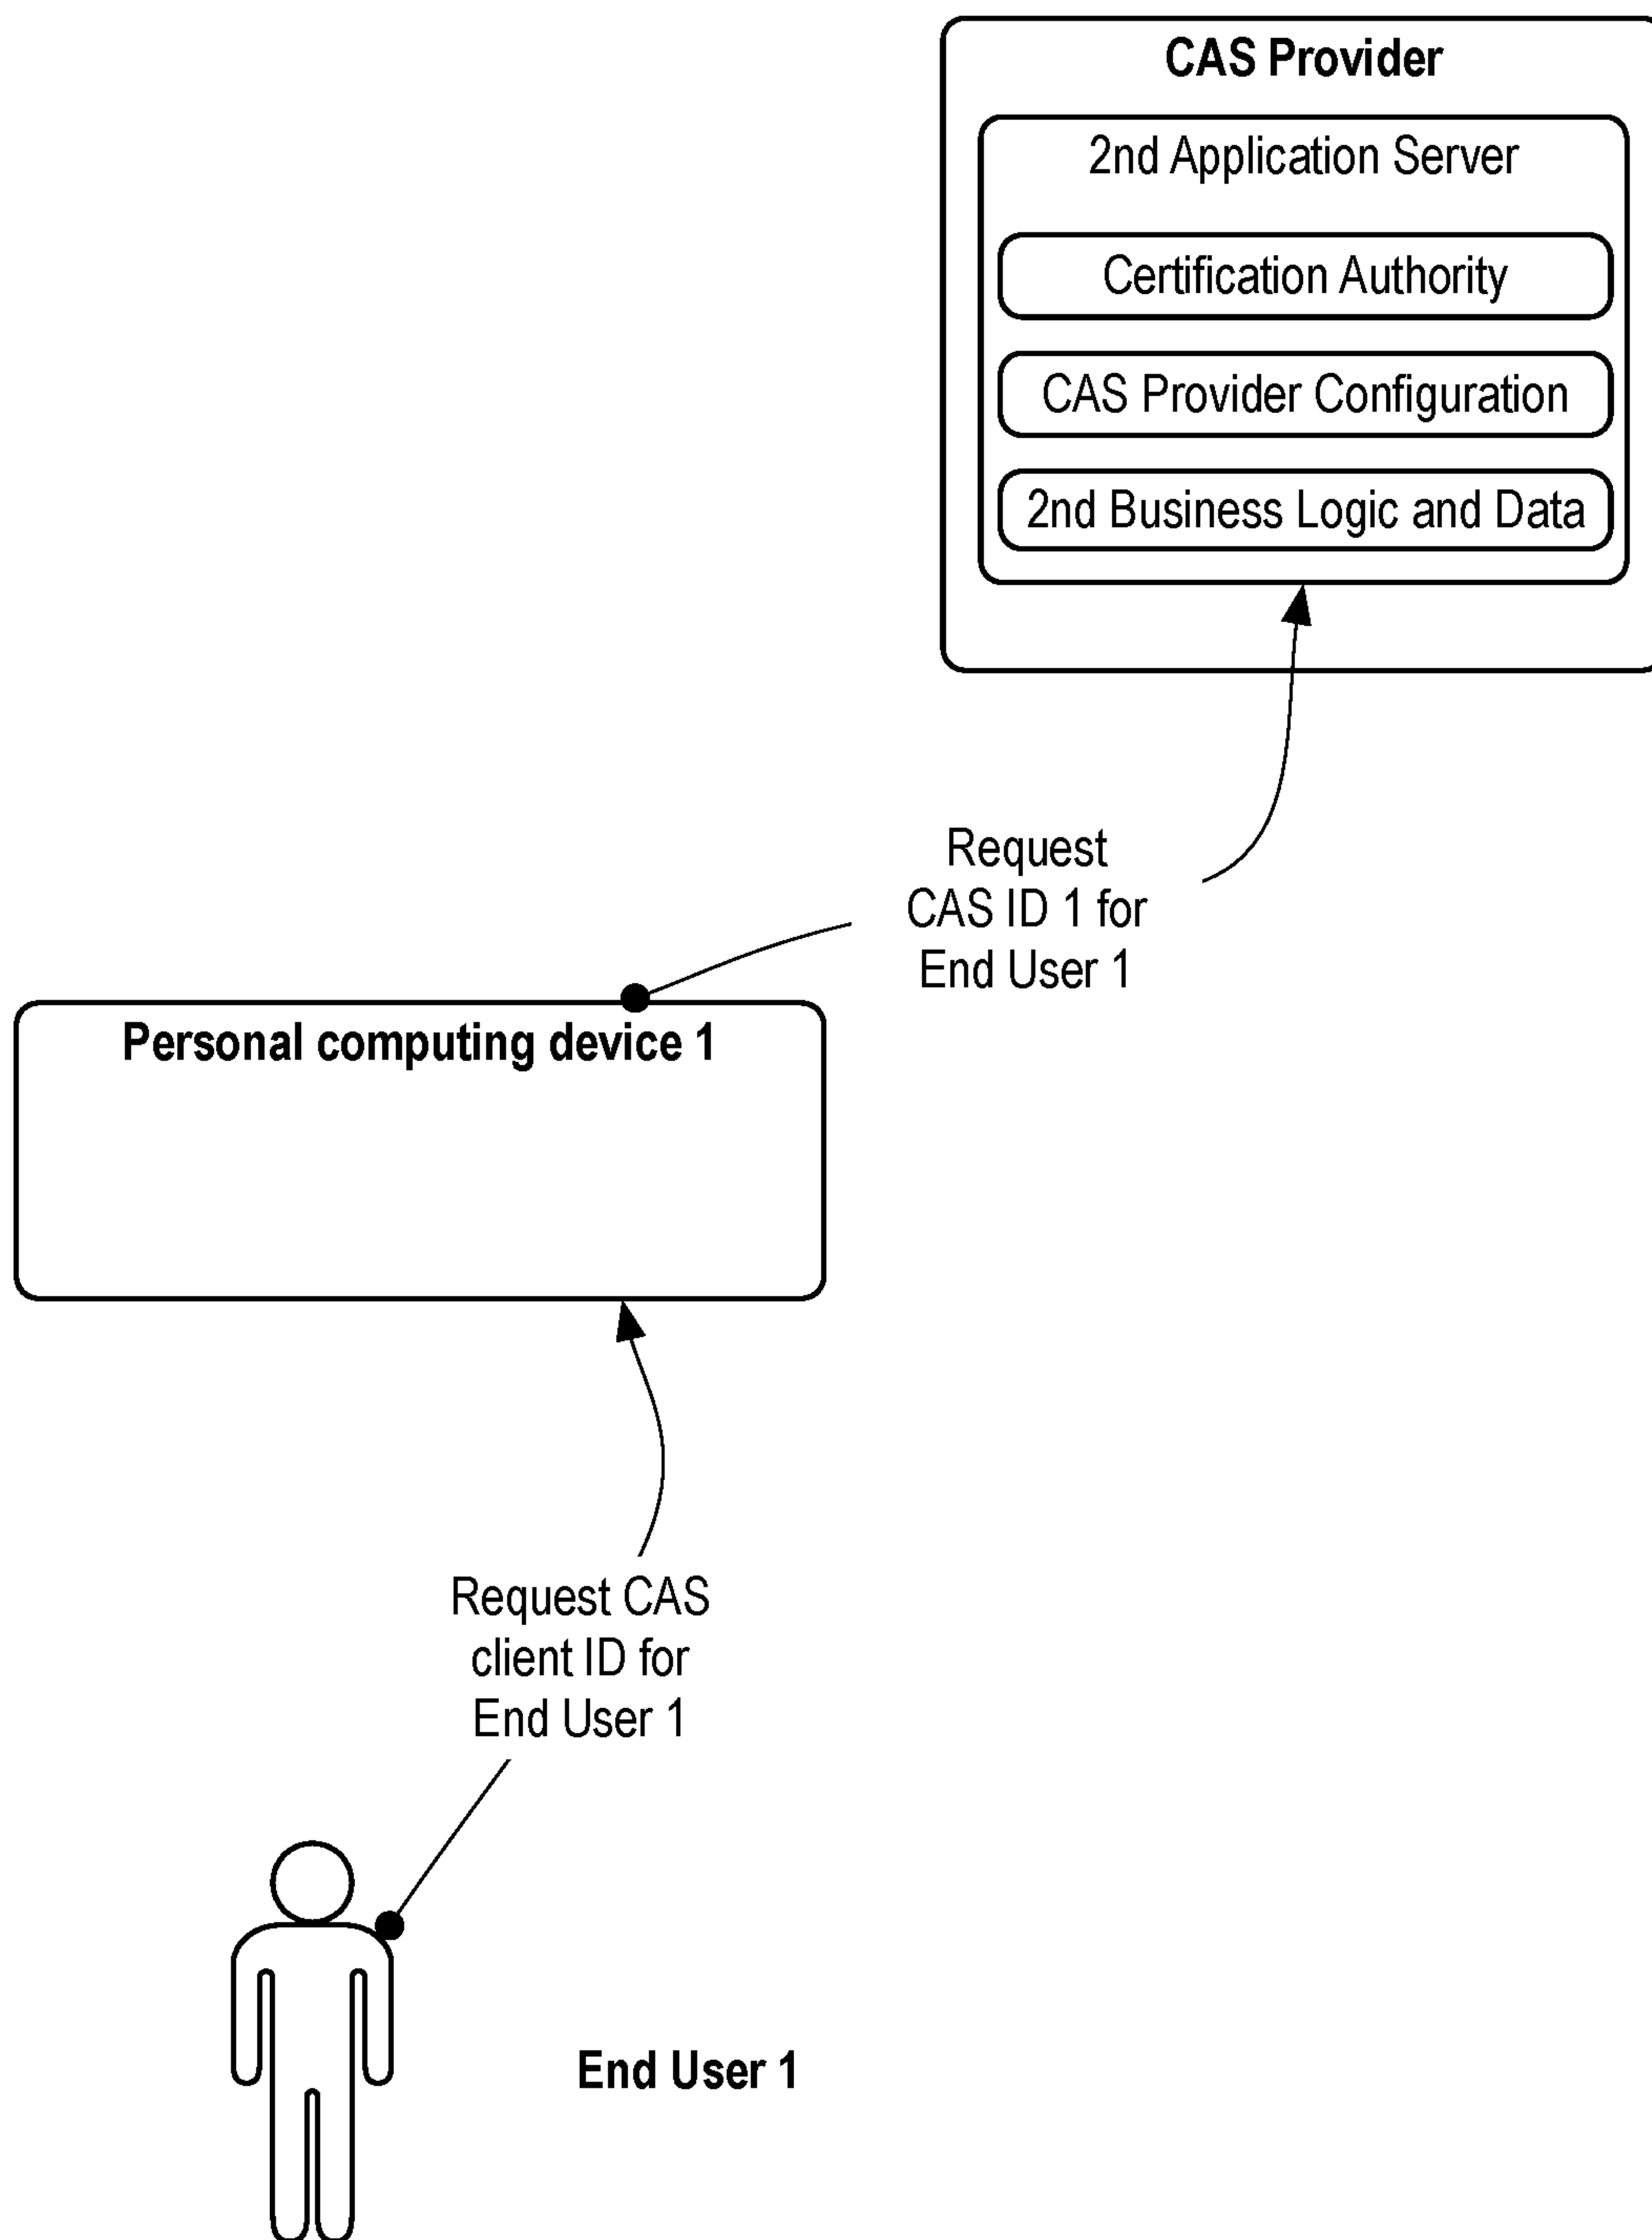 CAS Provider
2nd Application Server
Certification Authority
CAS Provider Configuration
2nd Business Logic and Data
Request
CAS ID 1 for
End User 1
Personal computing device 1
Request CAS
client ID for
End User 1
End User 1